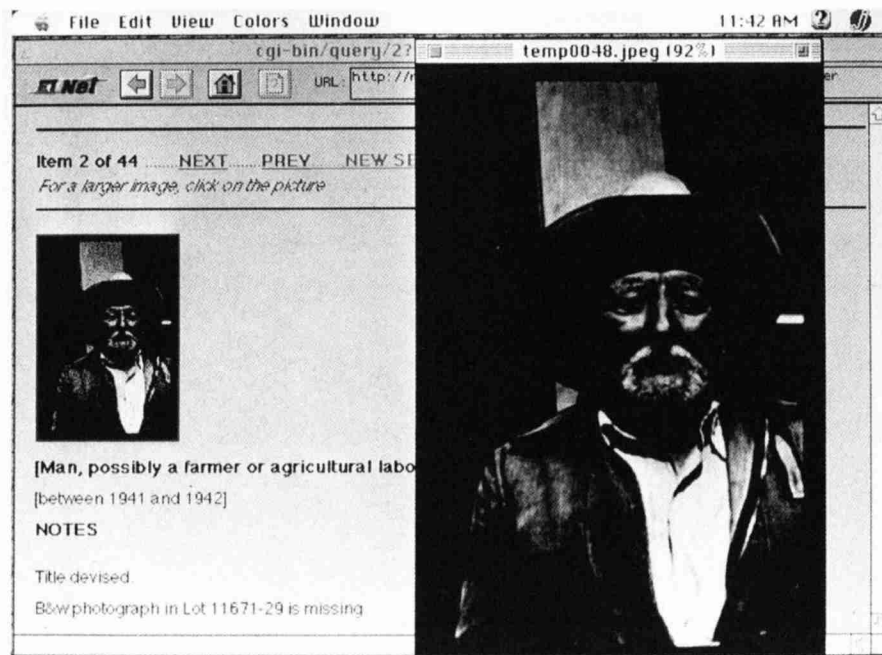 File Edit View Colors Window 11:42 AM
cgi-bin/query/2?
temp0048.jpeg (92%)
EINet
URL: http://r
er
Item 2 of 44 ........ NEXT ....... PREV NEW SE
For a larger image, click on the picture
[Man, possibly a farmer or agricultural labo
[between 1941 and 1942]
NOTES
Title devised.
B&w photograph in Lot 11671-29 is missing